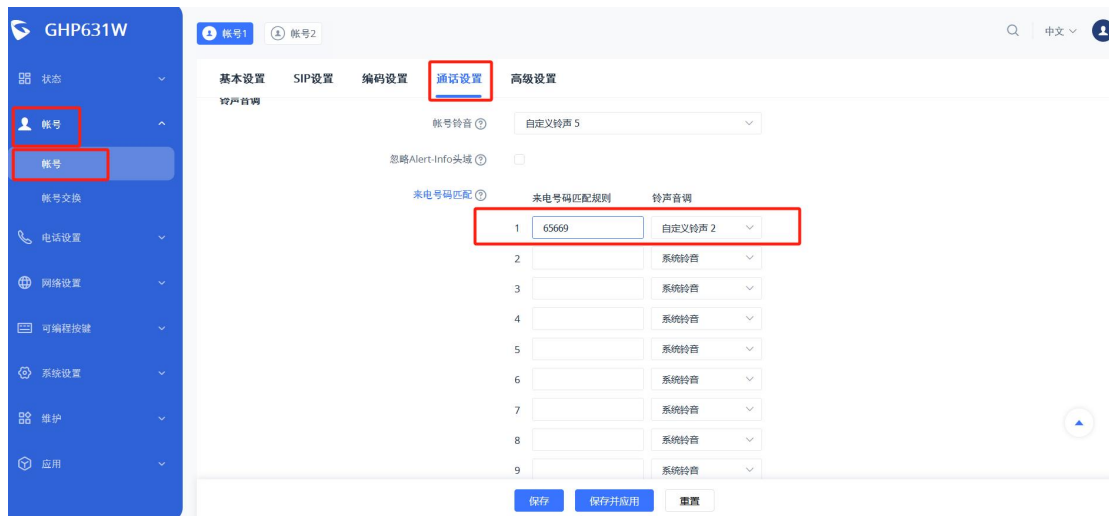 GHP631W
帐号1
帐号2
中文
状态
帐号
帐号
帐号交换
电话设置
网络设置
可编程按键
系统设置
维护
应用
基本设置
SIP设置
编码设置
通话设置
高级设置
铃声音调
帐号铃音
自定义铃声 5
忽略Alert-Info头域
来电号码匹配
来电号码匹配规则
铃声音调
1 65669 自定义铃声 2
2 系统铃音
3 系统铃音
4 系统铃音
5 系统铃音
6 系统铃音
7 系统铃音
8 系统铃音
9 系统铃音
保存
保存并应用
重置